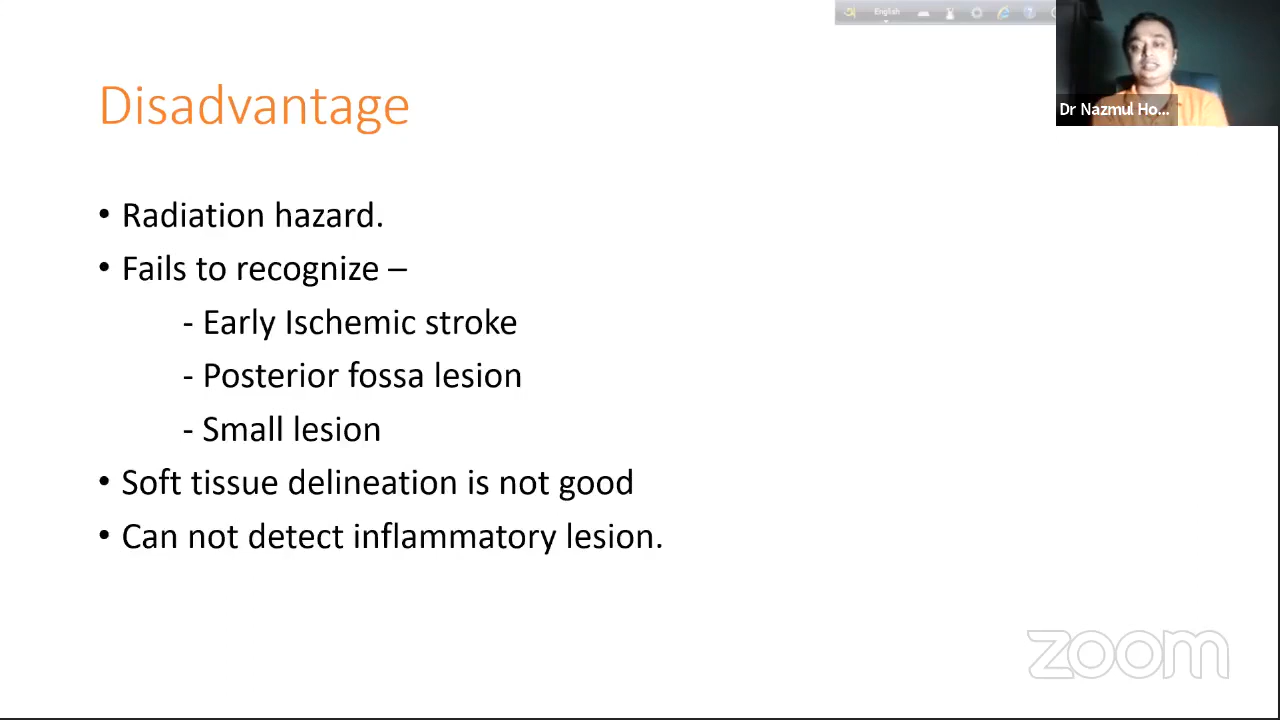 English
Dr Nazmul Ho...
Disadvantage
• Radiation hazard.
• Fails to recognize –
- Early Ischemic stroke
- Posterior fossa lesion
- Small lesion
• Soft tissue delineation is not good
• Can not detect inflammatory lesion.
zoom